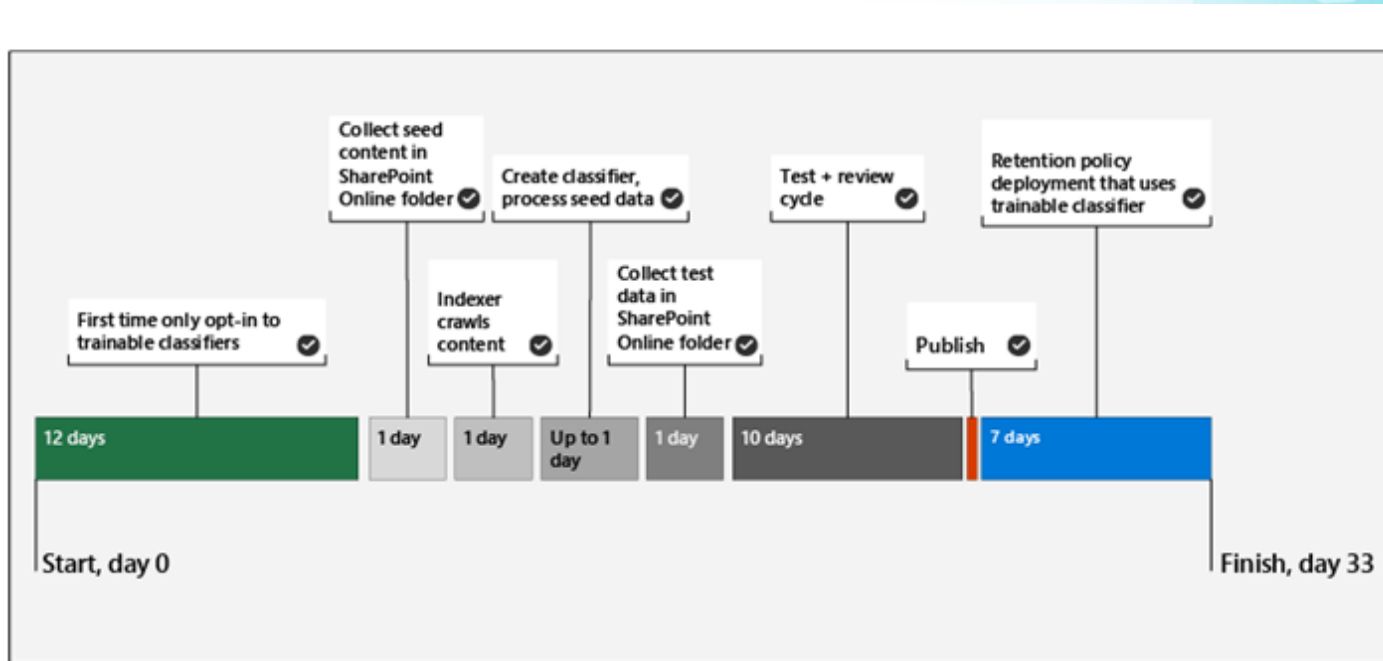 Collect seed
content in
SharePoint
Online folder
Create classifier,
process seed data
Test + review
cycle
Retention policy
deployment that uses
trainable classifier
First time only opt-in to
trainable classifiers
Indexer
crawls
content
Collect test
data in
SharePoint
Online folder
Publish
12 days
1 day
1 day
Up to 1
day
1 day
10 days
7 days
Start, day 0
Finish, day 33